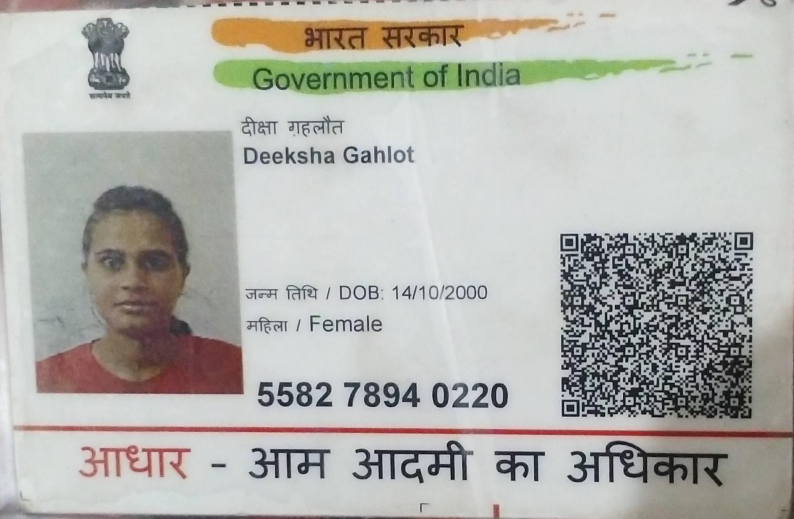 भारत सरकार
Government of India
सत्यमेव जयते
दीक्षा ग़हलौत
Deeksha Gahlot
जन्म तिथि / DOB: 14/10/2000
महिला / Female
5582 7894 0220
आधार - आम आदमी का अधिकार